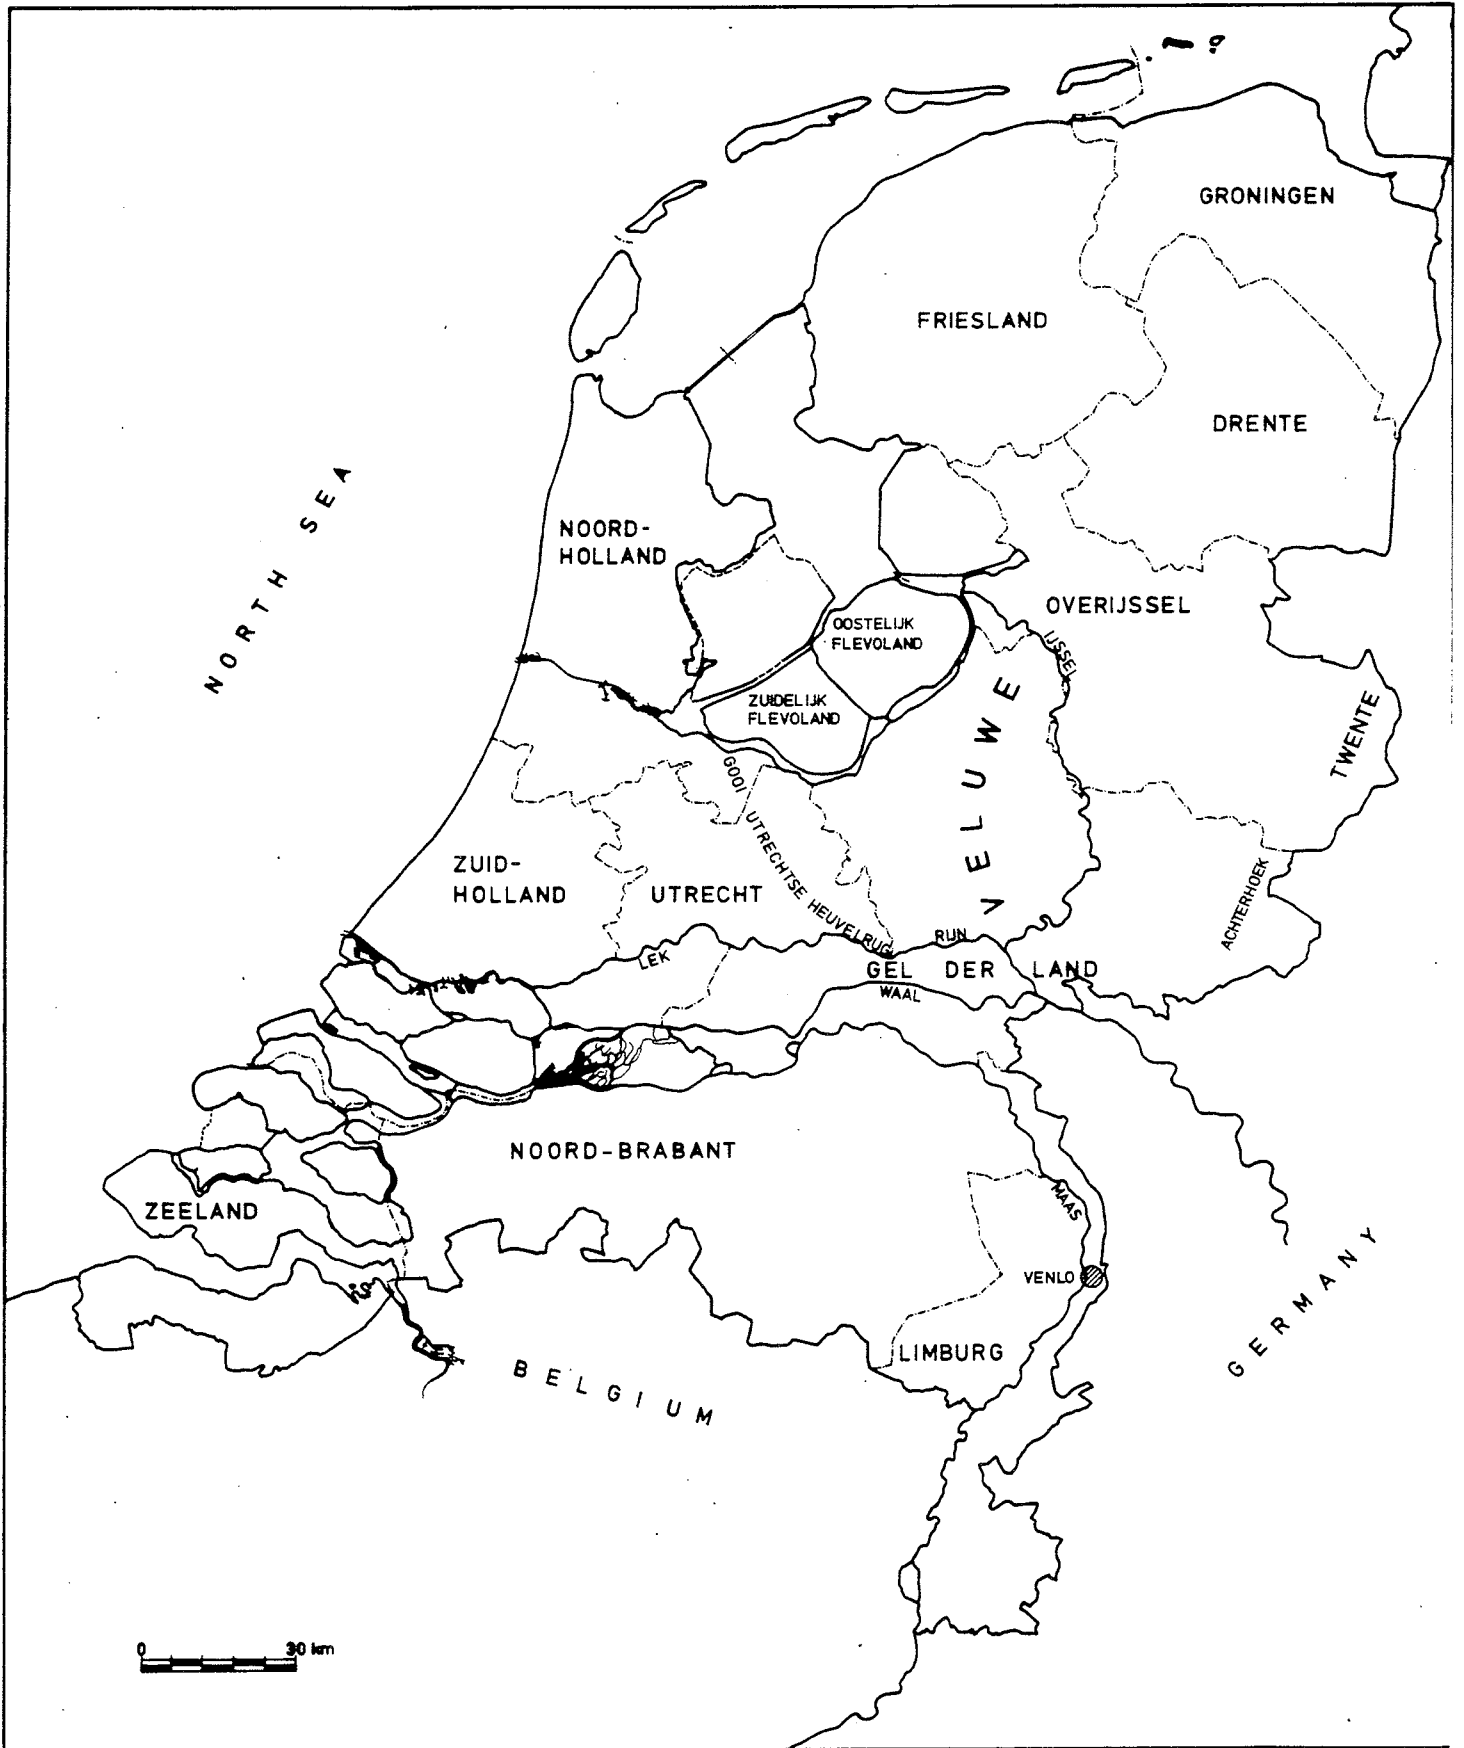 GRONINGEN
FRIESLAND
DRENTE
NORTH SEA
NOORD-
HOLLAND
OVERIJSSEL
OOSTELIJK
FLEVOLAND
IJSSEL
ZUIDELIJK
FLEVOLAND
VELUWE
TWENTE
GOOI
UTRECHTSE HEUVELRUG
ZUID-
HOLLAND
UTRECHT
ACHTERHOEK
RIJN
LEK
GEL DER LAND
WAAL
NOORD-BRABANT
MAAS
ZEELAND
VENLO
GERMANY
LIMBURG
BELGIUM
0 30 km